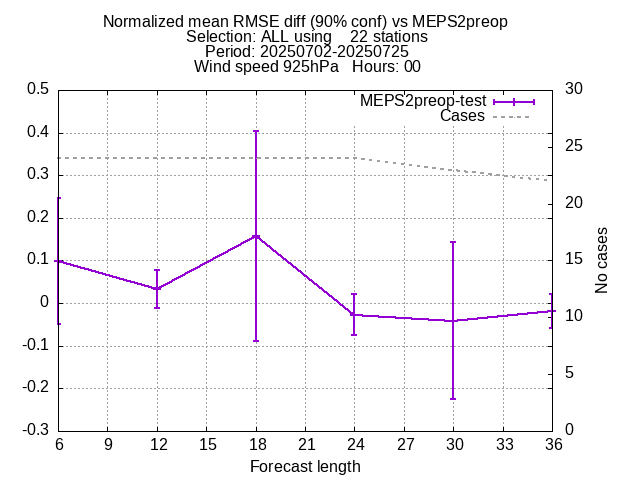 Normalized mean RMSE diff (90% conf) vs MEPS2preop
Selection: ALL using    22 stations
Period: 20250702-20250725
Wind speed 925hPa   Hours: 00
MEPS2preop-test
Cases
0.5
0.4
0.3
0.2
0.1
0
-0.1
-0.2
-0.3
30
25
20
15
10
5
0
No cases
6 9 12 15 18 21 24 27 30 33 36
Forecast length